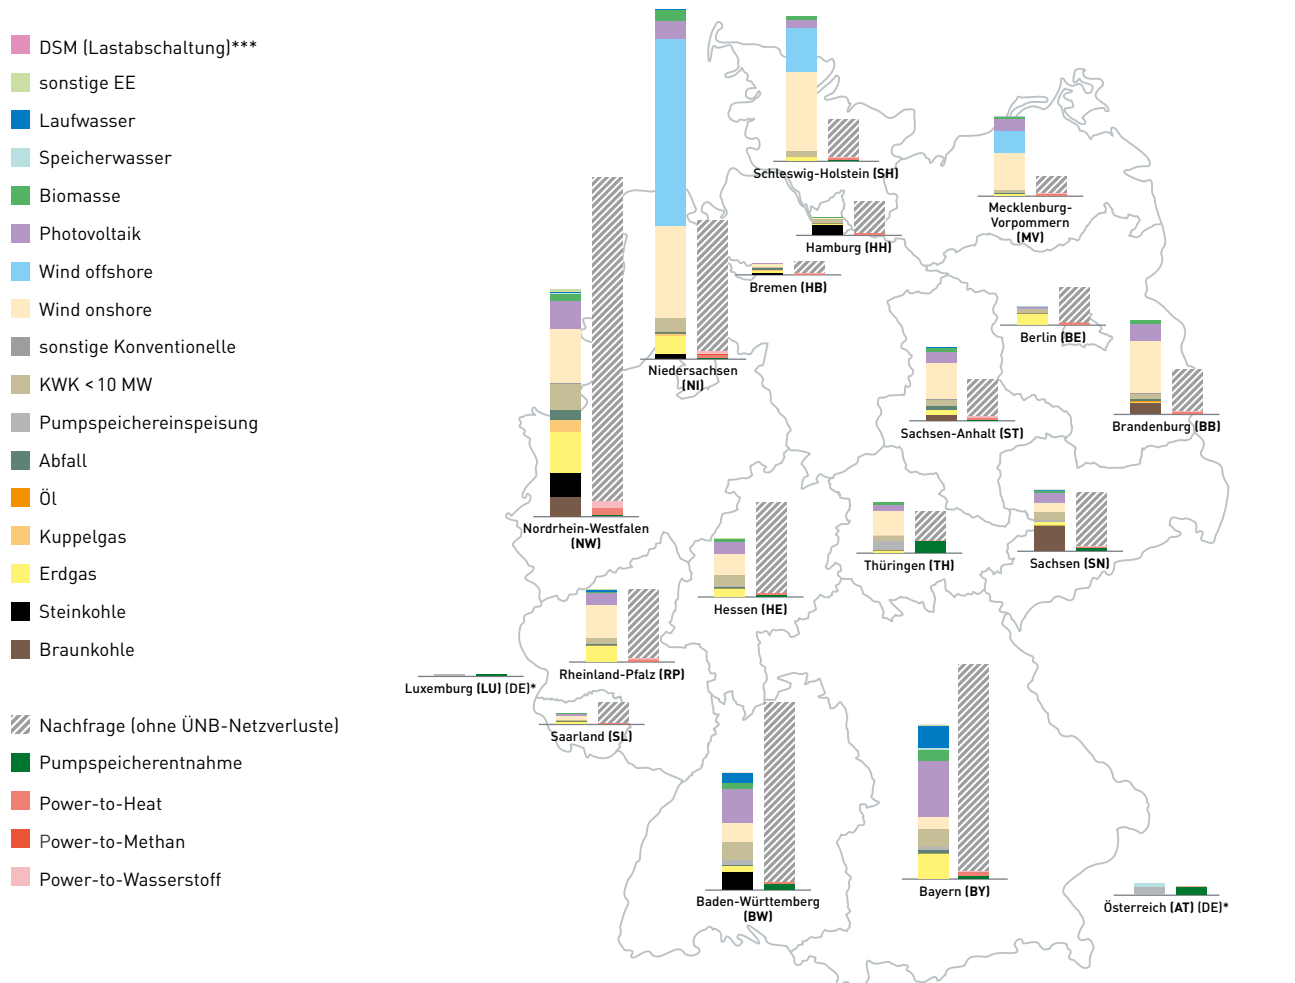 DSM (Lastabschaltung)***
sonstige EE
Laufwasser
Speicherwasser
Biomasse
Photovoltaik
Wind offshore
Wind onshore
sonstige Konventionelle
KWK < 10 MW
Pumpspeichereinspeisung
Abfall
Öl
Kuppelgas
Erdgas
Steinkohle
Braunkohle
Nachfrage (ohne ÜNB-Netzverluste)
Pumpspeicherentnahme
Power-to-Heat
Power-to-Methan
Power-to-Wasserstoff
Schleswig-Holstein (SH)
Mecklenburg-
Vorpommern
(MV)
Hamburg (HH)
Bremen (HB)
Berlin (BE)
Niedersachsen
(NI)
Sachsen-Anhalt (ST)
Brandenburg (BB)
Nordrhein-Westfalen
(NW)
Thüringen (TH)
Sachsen (SN)
Hessen (HE)
Rheinland-Pfalz (RP)
Luxemburg (LU) (DE)*
Saarland (SL)
Baden-Württemberg
(BW)
Bayern (BY)
Österreich (AT) (DE)*